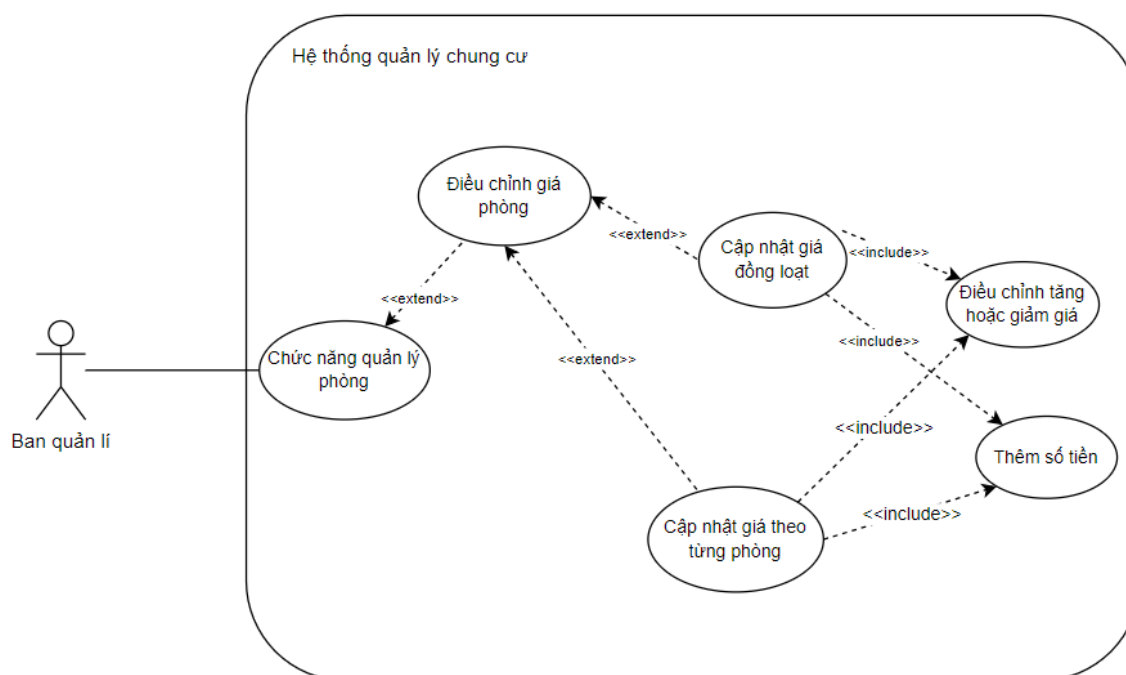 Hệ thống quản lý chung cư
Điều chỉnh giá
phòng
<<extend>>
Cập nhật giá
đồng loạt
<<include>>
Điều chỉnh tăng
hoặc giảm giá
<<extend>>
Chức năng quản lý
phòng
<<extend>>
<<include>>
Ban quản lí
<<include>>
Thêm số tiền
<<include>>
Cập nhật giá theo
từng phòng